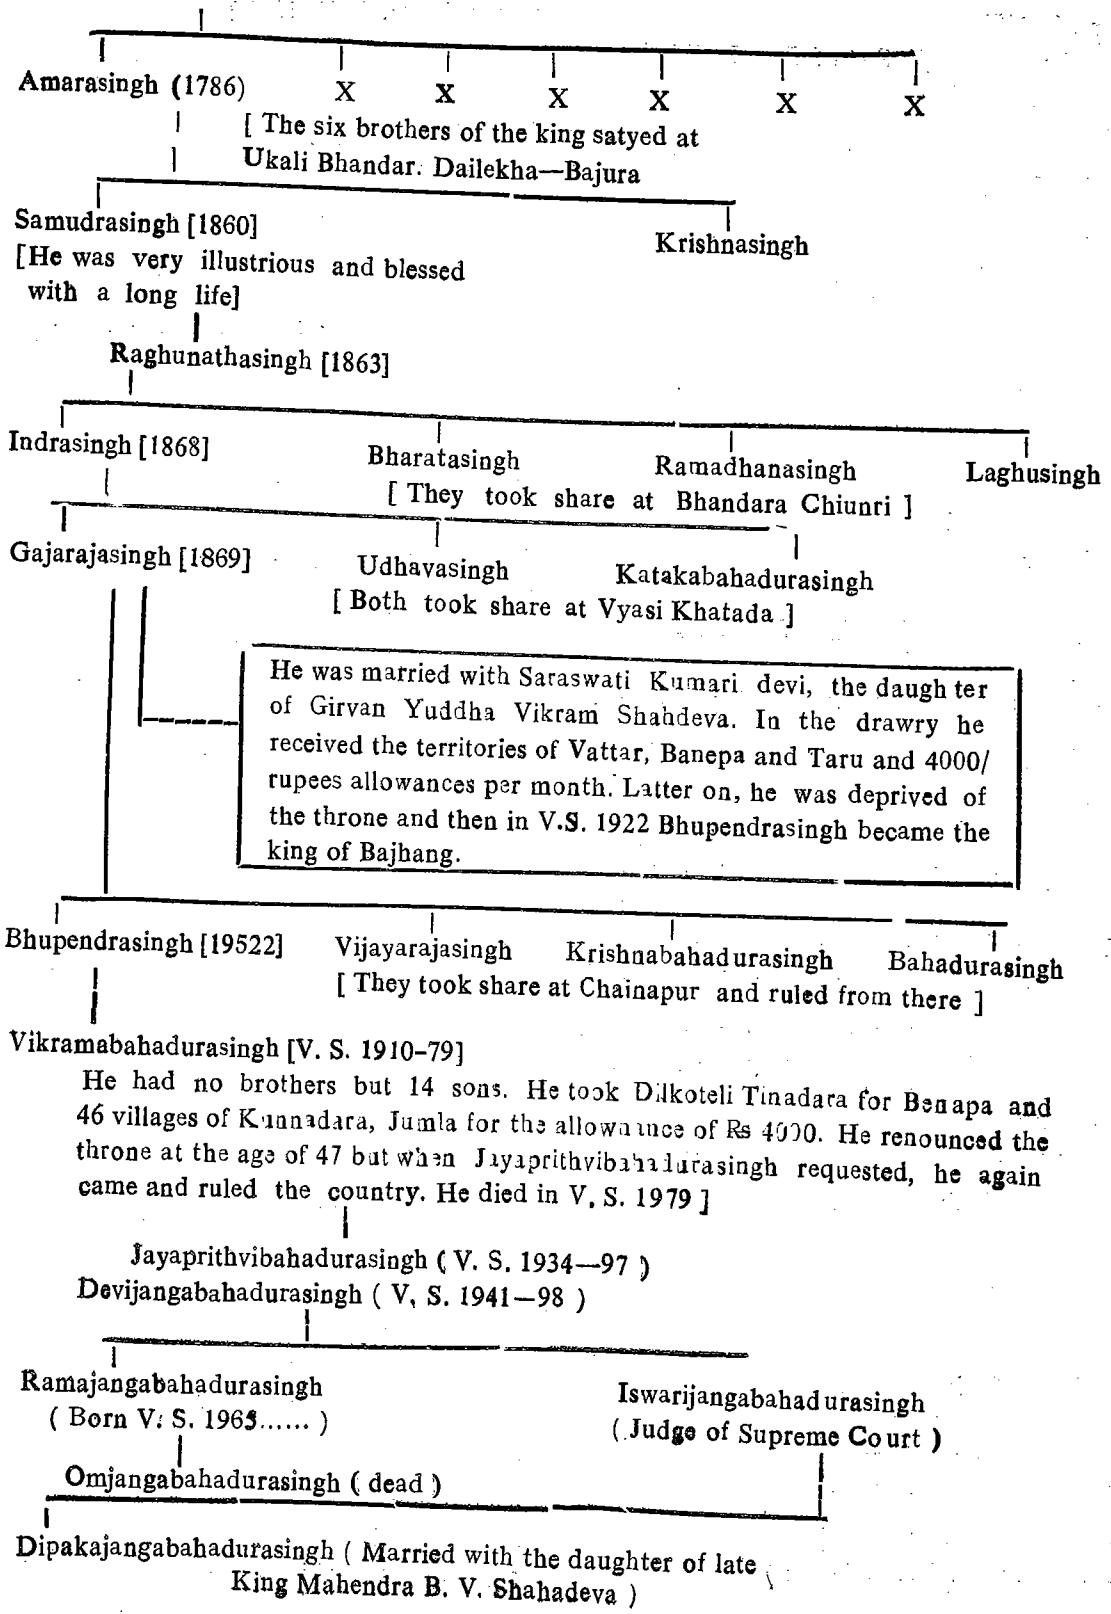 Amarasingh (1786)
X X X X X X
[ The six brothers of the king satyed at
Ukali Bhandar. Dailekha—Bajura
Samudrasingh [1860]
Krishnasingh
[He was very illustrious and blessed
with a long life]
Raghunathasingh [1863]
Indrasingh [1868] Bharatasingh Ramadhanasingh Laghusingh
[ They took share at Bhandara Chiunri ]
Gajarajasingh [1869] Udhavasingh Katakabahadurasingh
[ Both took share at Vyasi Khatada ]
He was married with Saraswati Kumari devi, the daugh ter
of Girvan Yuddha Vikram Shahdeva. In the drawry he
received the territories of Vattar, Banepa and Taru and 4000/
rupees allowances per month. Latter on, he was deprived of
the throne and then in V.S. 1922 Bhupendrasingh became the
king of Bajhang.
Bhupendrasingh [19522] Vijayarajasingh Krishnabahadurasingh Bahadurasingh
[ They took share at Chainapur and ruled from there ]
Vikramabahadurasingh [V. S. 1910-79]
He had no brothers but 14 sons. He took Dilkoteli Tinadara for Benapa and
46 villages of Kunnadara, Jumla for the allowaunce of Rs 4000. He renounced the
throne at the age of 47 but when Jayaprithvibahadurasingh requested, he again
came and ruled the country. He died in V. S. 1979 ]
Jayaprithvibahadurasingh ( V. S. 1934—97 )
Devijangabahadurasingh ( V. S. 1941—98 )
Ramajangabahadurasingh Iswarijangabahadurasingh
( Born V. S. 1965...... ) ( Judge of Supreme Court )
Omjangabahadurasingh ( dead )
Dipakajangabahadurasingh ( Married with the daughter of late
King Mahendra B. V. Shahadeva )